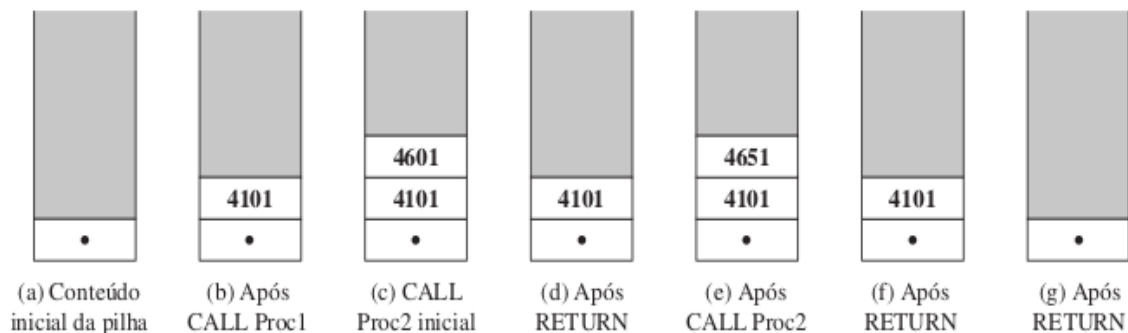 4601
4651
4101
4101
4101
4101
4101
•
•
•
•
•
•
•
(a) Conteúdo
inicial da pilha
(b) Após
CALL Proc1
(c) CALL
Proc2 inicial
(d) Após
RETURN
(e) Após
CALL Proc2
(f) Após
RETURN
(g) Após
RETURN